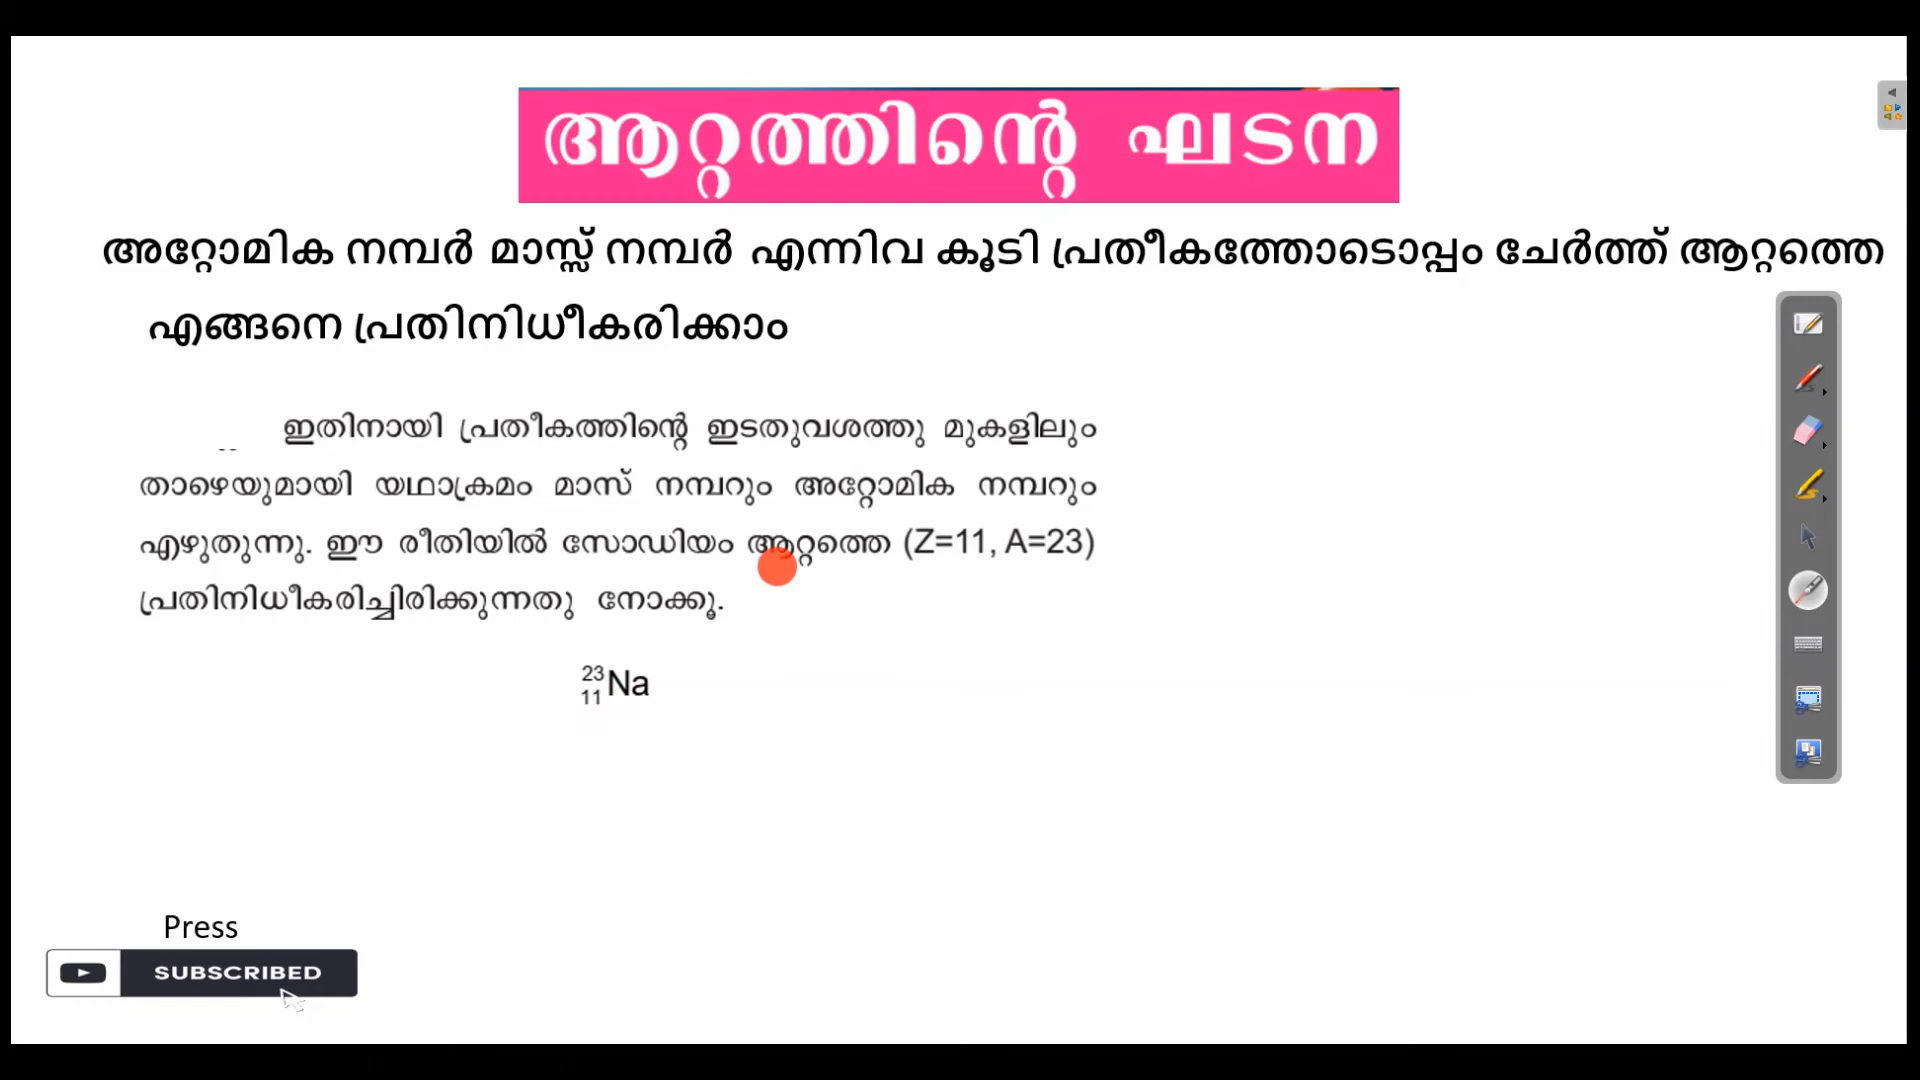 ആറ്റത്തിന്റെ ഘടന
അറ്റോമിക നമ്പർ മാസ്സ് നമ്പർ എന്നിവ കൂടി പ്രതീകത്തോടൊപ്പം ചേർത്ത് ആറ്റത്തെ
എങ്ങനെ പ്രതിനിധീകരിക്കാം
ഇതിനായി പ്രതീകത്തിന്റെ ഇടതുവശത്തു മുകളിലും
താഴെയുമായി യഥാക്രമം മാസ് നമ്പറും അറ്റോമിക നമ്പറും
എഴുതുന്നു. ഈ രീതിയിൽ സോഡിയം ആറ്റത്തെ (Z=11, A=23)
പ്രതിനിധീകരിച്ചിരിക്കുന്നതു നോക്കൂ.
²³₁₁Na
Press
SUBSCRIBED